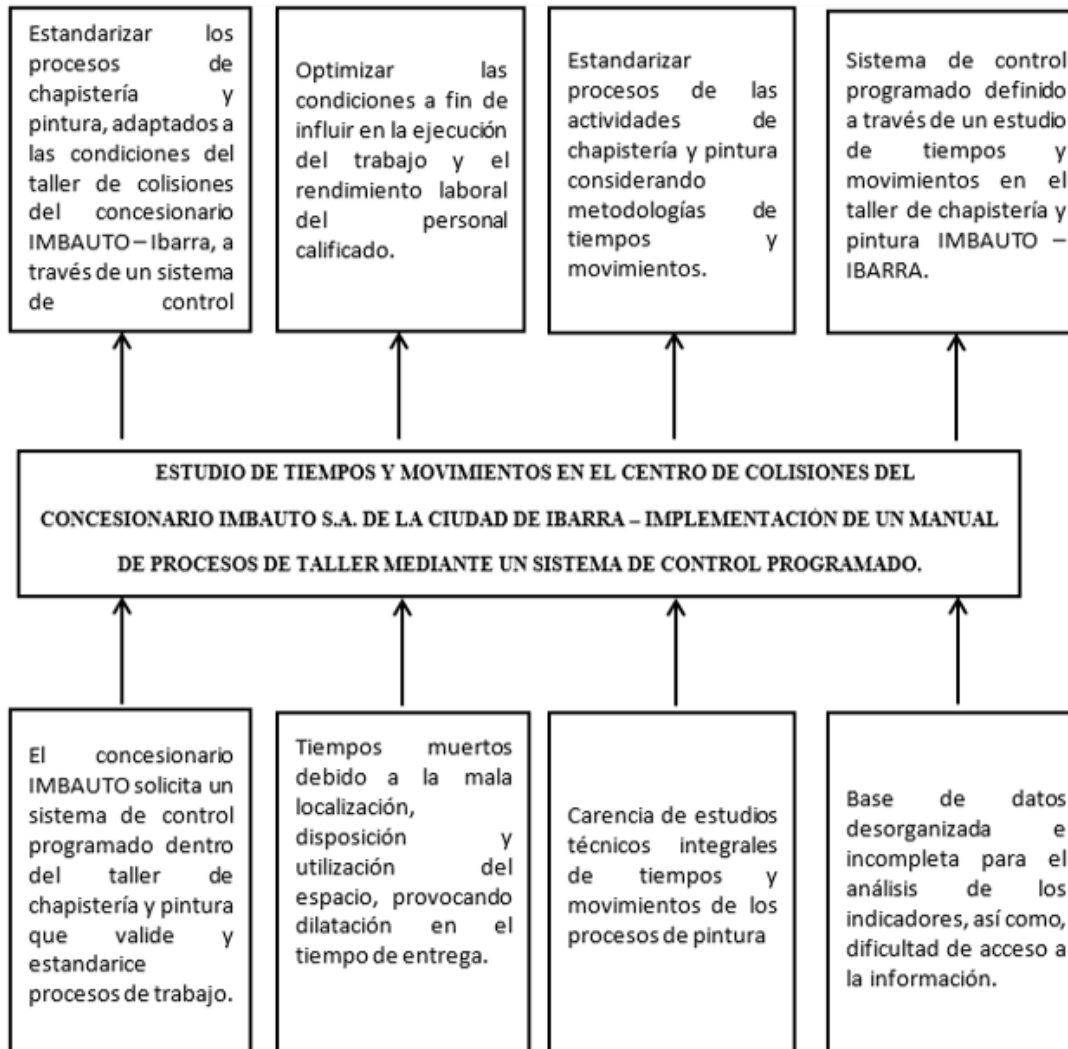 Estandarizar los
procesos de
chapistería y
pintura, adaptados a
las condiciones del
taller de colisiones
del concesionario
IMBAUTO – Ibarra, a
través de un sistema
de control
Optimizar las
condiciones a fin de
influir en la ejecución
del trabajo y el
rendimiento laboral
del personal
calificado.
Estandarizar
procesos de las
actividades de
chapistería y pintura
considerando
metodologías de
tiempos y
movimientos.
Sistema de control
programado definido
a través de un estudio
de tiempos y
movimientos en el
taller de chapistería y
pintura IMBAUTO –
IBARRA.
ESTUDIO DE TIEMPOS Y MOVIMIENTOS EN EL CENTRO DE COLISIONES DEL
CONCESIONARIO IMBAUTO S.A. DE LA CIUDAD DE IBARRA – IMPLEMENTACIÓN DE UN MANUAL
DE PROCESOS DE TALLER MEDIANTE UN SISTEMA DE CONTROL PROGRAMADO.
El concesionario
IMBAUTO solicita un
sistema de control
programado dentro
del taller de
chapistería y pintura
que valide y
estandarice
procesos de trabajo.
Tiempos muertos
debido a la mala
localización,
disposición y
utilización del
espacio, provocando
dilatación en el
tiempo de entrega.
Carencia de estudios
técnicos integrales
de tiempos y
movimientos de los
procesos de pintura
Base de datos
desorganizada e
incompleta para el
análisis de los
indicadores, así como,
dificultad de acceso a
la información.